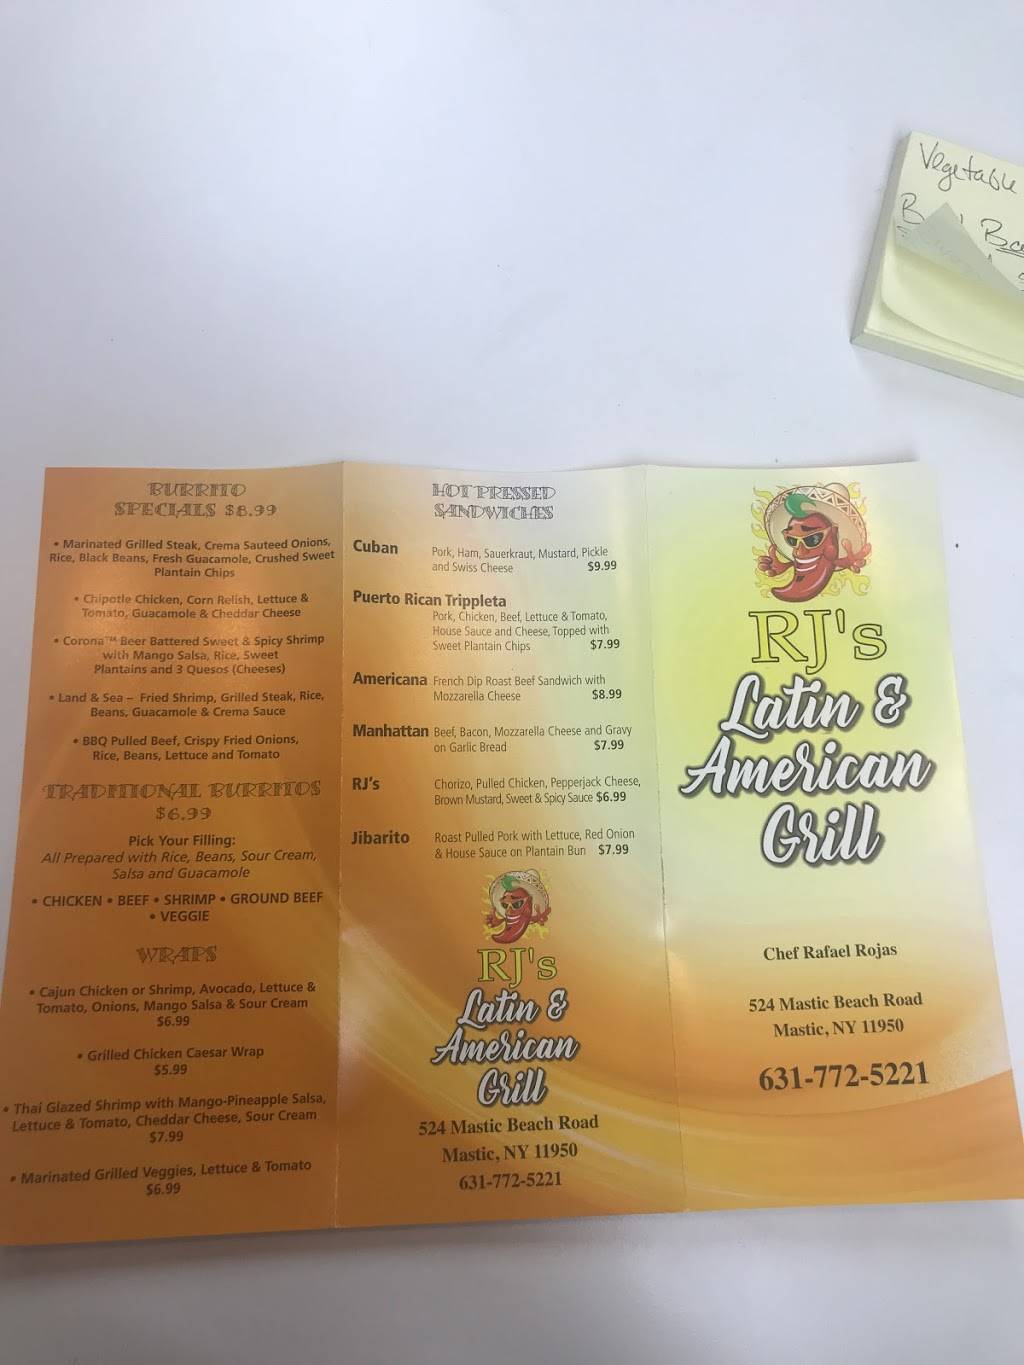 Vegetable
BURRITO
SPECIALS $8.99
• Marinated Grilled Steak, Crema Sauteed Onions,
Rice, Black Beans, Fresh Guacamole, Crushed Sweet
Plantain Chips
• Chipotle Chicken, Corn Relish, Lettuce &
Tomato, Guacamole & Cheddar Cheese
• Corona™ Beer Battered Sweet & Spicy Shrimp
with Mango Salsa, Rice, Sweet
Plantains and 3 Quesos (Cheeses)
• Land & Sea – Fried Shrimp, Grilled Steak, Rice,
Beans, Guacamole & Crema Sauce
• BBQ Pulled Beef, Crispy Fried Onions,
Rice, Beans, Lettuce and Tomato
TRADITIONAL BURRITOS
$6.99
Pick Your Filling:
All Prepared with Rice, Beans, Sour Cream,
Salsa and Guacamole
• CHICKEN • BEEF • SHRIMP • GROUND BEEF
• VEGGIE
WRAPS
• Cajun Chicken or Shrimp, Avocado, Lettuce &
Tomato, Onions, Mango Salsa & Sour Cream
$6.99
• Grilled Chicken Caesar Wrap
$5.99
• Thai Glazed Shrimp with Mango-Pineapple Salsa,
Lettuce & Tomato, Cheddar Cheese, Sour Cream
$7.99
• Marinated Grilled Veggies, Lettuce & Tomato
$6.99
HOT PRESSED
SANDWICHES
Cuban Pork, Ham, Sauerkraut, Mustard, Pickle
and Swiss Cheese $9.99
Puerto Rican Trippleta
Pork, Chicken, Beef, Lettuce & Tomato,
House Sauce and Cheese, Topped with
Sweet Plantain Chips $7.99
Americana French Dip Roast Beef Sandwich with
Mozzarella Cheese $8.99
Manhattan Beef, Bacon, Mozzarella Cheese and Gravy
on Garlic Bread $7.99
RJ's Chorizo, Pulled Chicken, Pepperjack Cheese,
Brown Mustard, Sweet & Spicy Sauce $6.99
Jibarito Roast Pulled Pork with Lettuce, Red Onion
& House Sauce on Plantain Bun $7.99
RJ's
Latin &
American
Grill
524 Mastic Beach Road
Mastic, NY 11950
631-772-5221
RJ's
Latin &
American
Grill
Chef Rafael Rojas
524 Mastic Beach Road
Mastic, NY 11950
631-772-5221